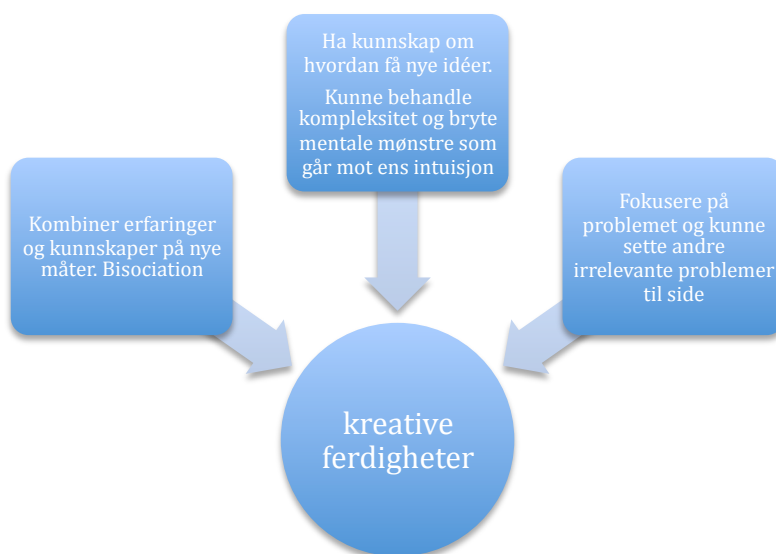 Ha kunnskap om
hvordan få nye idéer.
Kunne behandle
kompleksitet og bryte
mentale mønstre som
går mot ens intuisjon
Kombiner erfaringer
og kunnskaper på nye
måter. Bisociation
Fokusere på
problemet og kunne
sette andre
irrelevante problemer
til side
kreative
ferdigheter